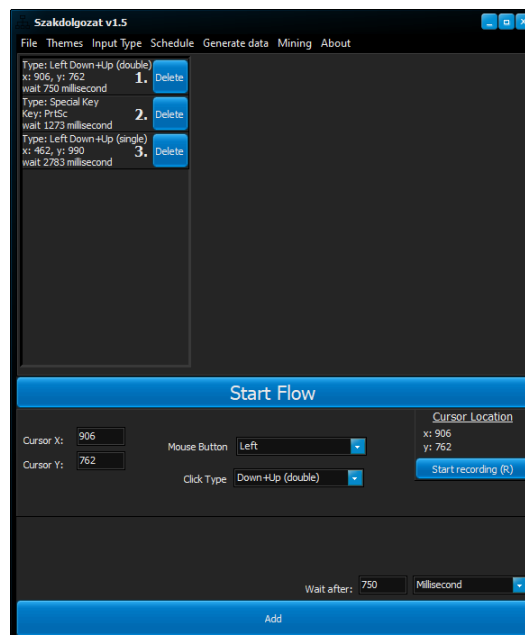 Szakdolgozat v1.5
File Themes Input Type Schedule Generate data Mining About
Type: Left Down+Up (double)
x: 906, y: 762
1.
wait 750 millisecond
Delete
Type: Special Key
Key: PrtSc
2.
wait 1273 millisecond
Delete
Type: Left Down+Up (single)
x: 462, y: 990
3.
wait 2783 millisecond
Delete
Start Flow
Cursor X: 906
Cursor Y: 762
Mouse Button Left
Click Type Down+Up (double)
Cursor Location
x: 906
y: 762
Start recording (R)
Wait after: 750 Millisecond
Add